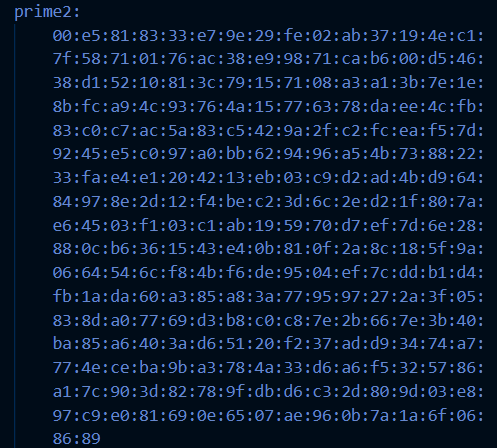 prime2:
00:e5:81:83:33:e7:9e:29:fe:02:ab:37:19:4e:c1:
7f:58:71:01:76:ac:38:e9:98:71:ca:b6:00:d5:46:
38:d1:52:10:81:3c:79:15:71:08:a3:a1:3b:7e:1e:
8b:fc:a9:4c:93:76:4a:15:77:63:78:da:ee:4c:fb:
83:c0:c7:ac:5a:83:c5:42:9a:2f:c2:fc:ea:f5:7d:
92:45:e5:c0:97:a0:bb:62:94:96:a5:4b:73:88:22:
33:fa:e4:e1:20:42:13:eb:03:c9:d2:ad:4b:d9:64:
84:97:8e:2d:12:f4:be:c2:3d:6c:2e:d2:1f:80:7a:
e6:45:03:f1:03:c1:ab:19:59:70:d7:ef:7d:6e:28:
88:0c:b6:36:15:43:e4:0b:81:0f:2a:8c:18:5f:9a:
06:64:54:6c:f8:4b:f6:de:95:04:ef:7c:dd:b1:d4:
fb:1a:da:60:a3:85:a8:3a:77:95:97:27:2a:3f:05:
83:8d:a0:77:69:d3:b8:c0:c8:7e:2b:66:7e:3b:40:
ba:85:a6:40:3a:d6:51:20:f2:37:ad:d9:34:74:a7:
77:4e:ce:ba:9b:a3:78:4a:33:d6:a6:f5:32:57:86:
a1:7c:90:3d:82:78:9f:db:d6:c3:2d:80:9d:03:e8:
97:c9:e0:81:69:0e:65:07:ae:96:0b:7a:1a:6f:06:
86:89